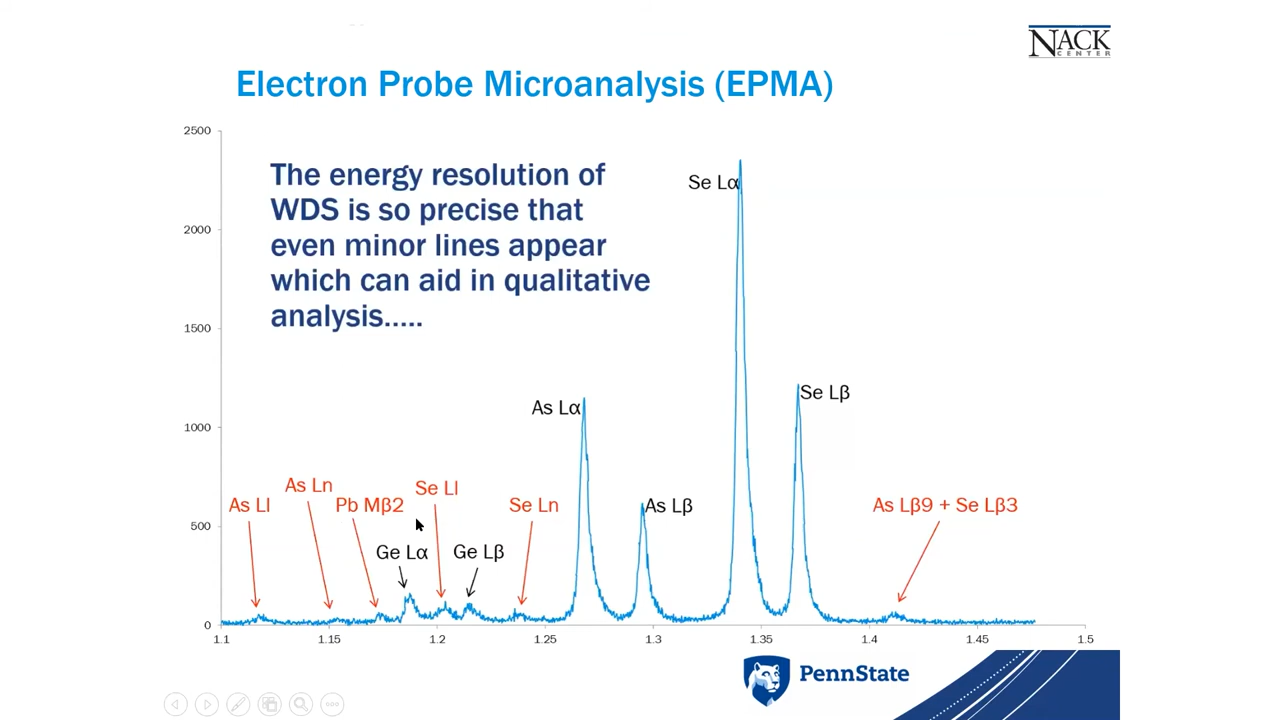 NACK
CENTER
Electron Probe Microanalysis (EPMA)
The energy resolution of
WDS is so precise that
even minor lines appear
which can aid in qualitative
analysis.....
2500
2000
1500
1000
500
0
Se Lα
Se Lβ
As Lα
As Lβ
As Ll
As Ln
Pb Mβ2
Se Ll
Se Ln
As Lβ9 + Se Lβ3
Ge Lα
Ge Lβ
1.1
1.15
1.2
1.25
1.3
1.35
1.4
1.45
1.5
PennState